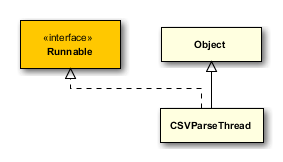 «interface»
Runnable
Object
CSVParseThread